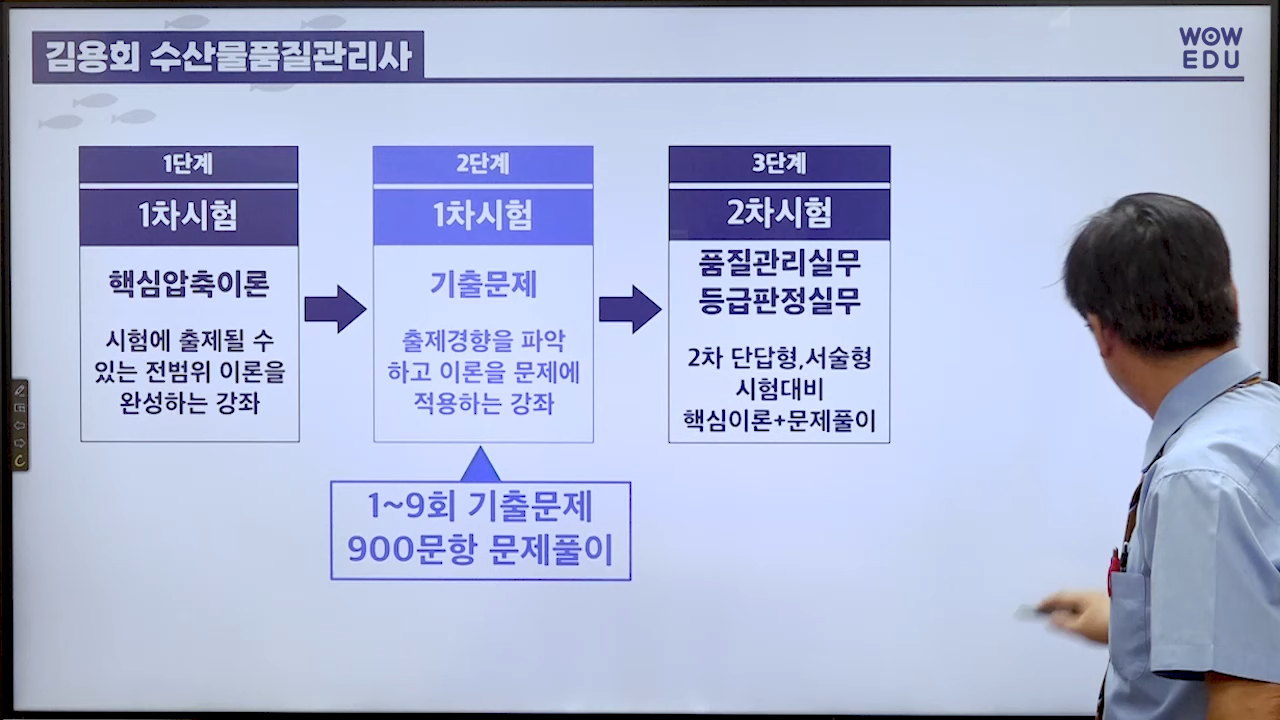 김용회 수산물품질관리사
WOW
EDU
1단계
1차시험
핵심압축이론
시험에 출제될 수
있는 전범위 이론을
완성하는 강좌
2단계
1차시험
기출문제
출제경향을 파악
하고 이론을 문제에
적용하는 강좌
1~9회 기출문제
900문항 문제풀이
3단계
2차시험
품질관리실무
등급판정실무
2차 단답형,서술형
시험대비
핵심이론+문제풀이